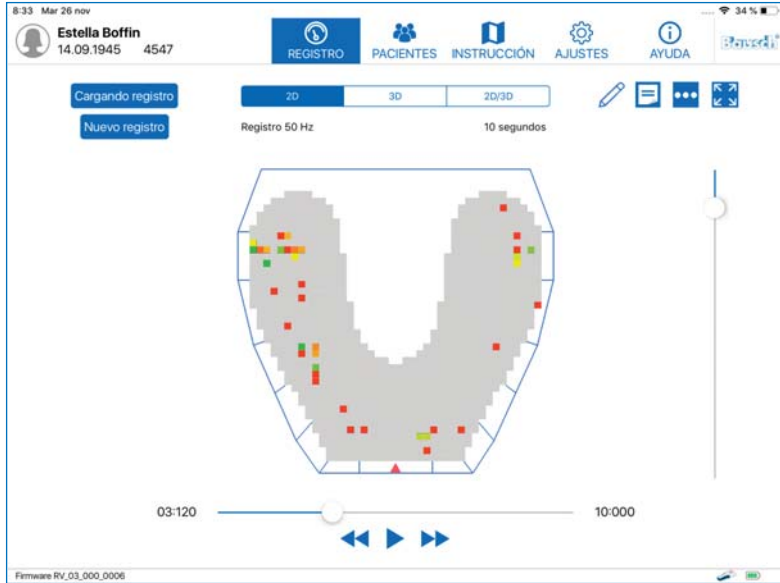 8:33 Mar 26 nov
34 %
Estella Boffin
14.09.1945 4547
REGISTRO
PACIENTES
INSTRUCCIÓN
AJUSTES
AYUDA
Bausch
Cargando registro
Nuevo registro
2D
3D
2D/3D
Registro 50 Hz
10 segundos
03:120
10:000
Firmware RV_03_000_0006